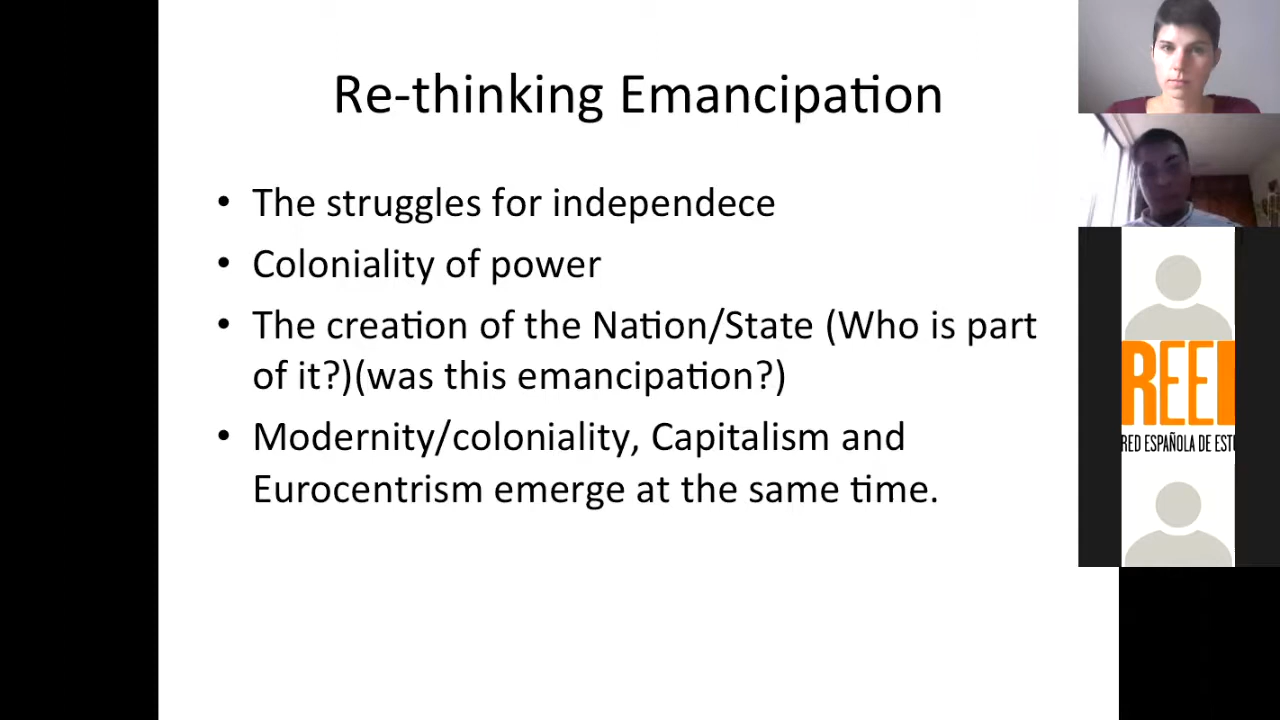 Re-thinking Emancipation
• The struggles for independece
• Coloniality of power
• The creation of the Nation/State (Who is part
of it?)(was this emancipation?)
• Modernity/coloniality, Capitalism and
Eurocentrism emerge at the same time.
REE
RED ESPAÑOLA DE EST